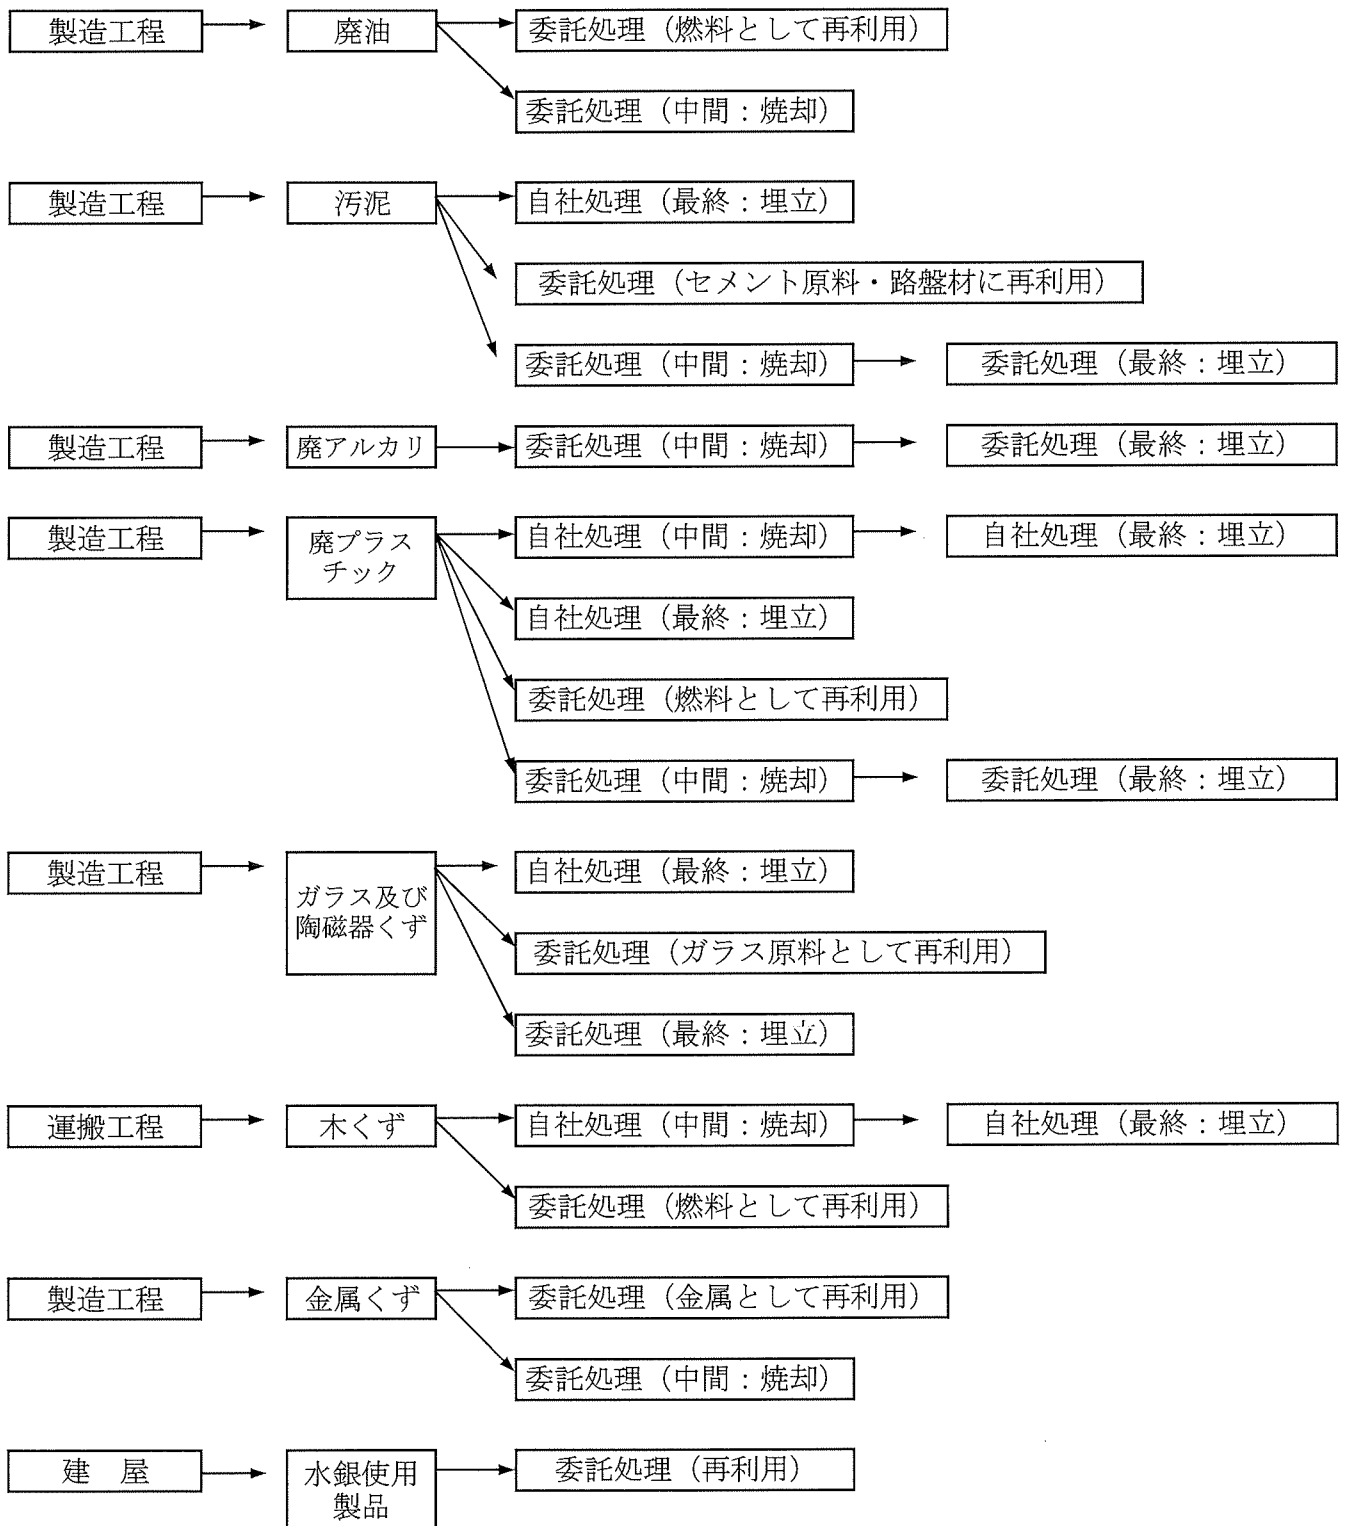 製造工程
廃油
委託処理（燃料として再利用）
委託処理（中間：焼却）
製造工程
汚泥
自社処理（最終：埋立）
委託処理（セメント原料・路盤材に再利用）
委託処理（中間：焼却）
委託処理（最終：埋立）
製造工程
廃アルカリ
委託処理（中間：焼却）
委託処理（最終：埋立）
製造工程
廃プラス
チック
自社処理（中間：焼却）
自社処理（最終：埋立）
自社処理（最終：埋立）
委託処理（燃料として再利用）
委託処理（中間：焼却）
委託処理（最終：埋立）
製造工程
ガラス及び
陶磁器くず
自社処理（最終：埋立）
委託処理（ガラス原料として再利用）
委託処理（最終：埋立）
運搬工程
木くず
自社処理（中間：焼却）
自社処理（最終：埋立）
委託処理（燃料として再利用）
製造工程
金属くず
委託処理（金属として再利用）
委託処理（中間：焼却）
建　屋
水銀使用
製品
委託処理（再利用）